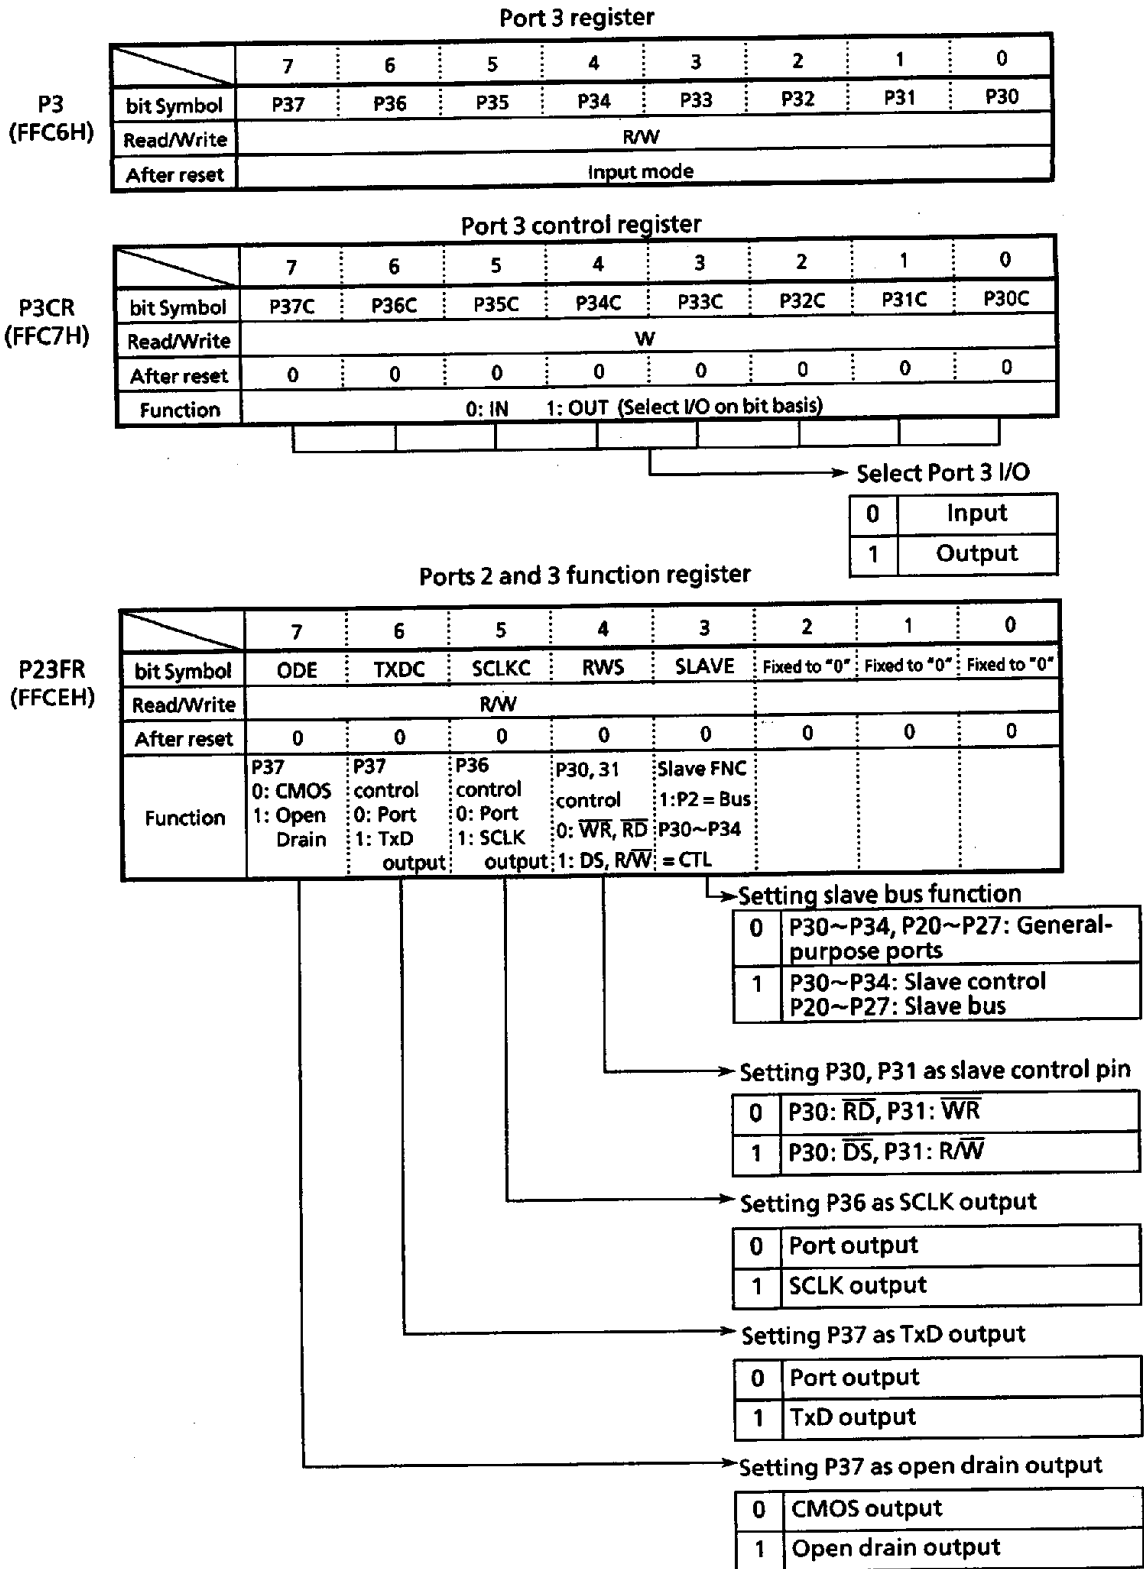 Port 3 register
7 6 5 4 3 2 1 0
P3
(FFC6H)
bit Symbol P37 P36 P35 P34 P33 P32 P31 P30
Read/Write R/W
After reset Input mode
Port 3 control register
7 6 5 4 3 2 1 0
P3CR
(FFC7H)
bit Symbol P37C P36C P35C P34C P33C P32C P31C P30C
Read/Write W
After reset 0 0 0 0 0 0 0 0
Function 0: IN 1: OUT (Select I/O on bit basis)
Select Port 3 I/O
0 Input
1 Output
Ports 2 and 3 function register
7 6 5 4 3 2 1 0
P23FR
(FFCEH)
bit Symbol ODE TXDC SCLKC RWS SLAVE Fixed to "0" Fixed to "0" Fixed to "0"
Read/Write R/W
After reset 0 0 0 0 0 0 0 0
Function
P37
0: CMOS
1: Open
Drain
P37
control
0: Port
1: TxD
output
P36
control
0: Port
1: SCLK
output
P30, 31
control
0: W̅R̅, R̅D̅
1: DS, R/W̅
Slave FNC
1:P2 = Bus
P30~P34
= CTL
Setting slave bus function
0 P30~P34, P20~P27: General-
purpose ports
1 P30~P34: Slave control
P20~P27: Slave bus
Setting P30, P31 as slave control pin
0 P30: R̅D̅, P31: W̅R̅
1 P30: D̅S̅, P31: R/W̅
Setting P36 as SCLK output
0 Port output
1 SCLK output
Setting P37 as TxD output
0 Port output
1 TxD output
Setting P37 as open drain output
0 CMOS output
1 Open drain output